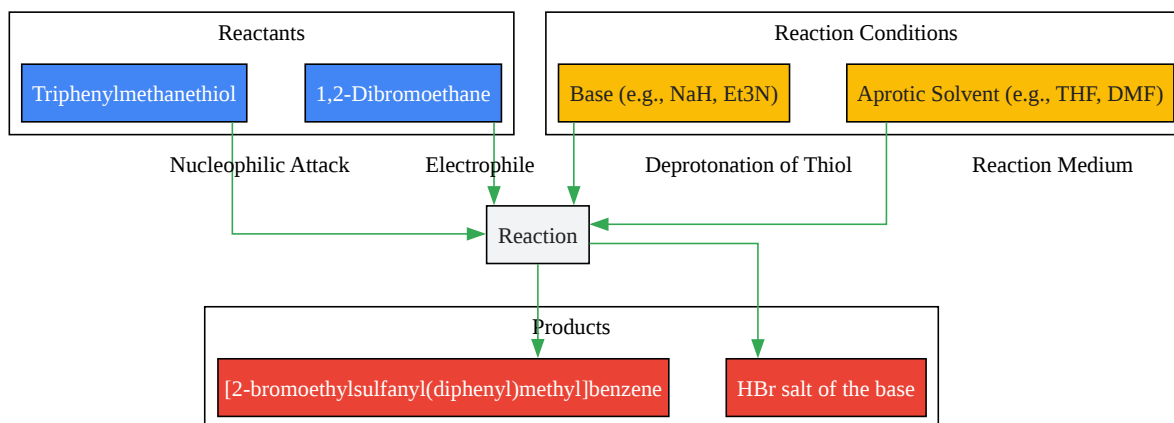 Reactants
Reaction Conditions
Triphenylmethanethiol
1,2-Dibromoethane
Base (e.g., NaH, Et3N)
Aprotic Solvent (e.g., THF, DMF)
Nucleophilic Attack
Electrophile
Deprotonation of Thiol
Reaction Medium
Reaction
Products
[2-bromoethylsulfanyl(diphenyl)methyl]benzene
HBr salt of the base